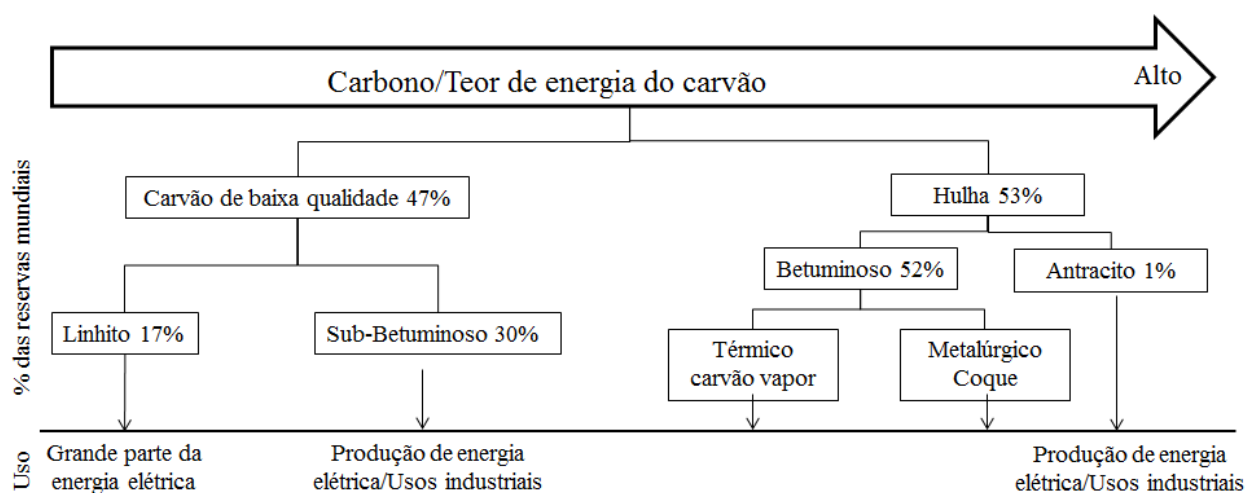 Carbono/Teor de energia do carvão
Alto
% das reservas mundiais
Carvão de baixa qualidade 47%
Hulha 53%
Betuminoso 52%
Antracito 1%
Linhito 17%
Sub-Betuminoso 30%
Térmico
carvão vapor
Metalúrgico
Coque
Uso
Grande parte da
energia elétrica
Produção de energia
elétrica/Usos industriais
Produção de energia
elétrica/Usos industriais